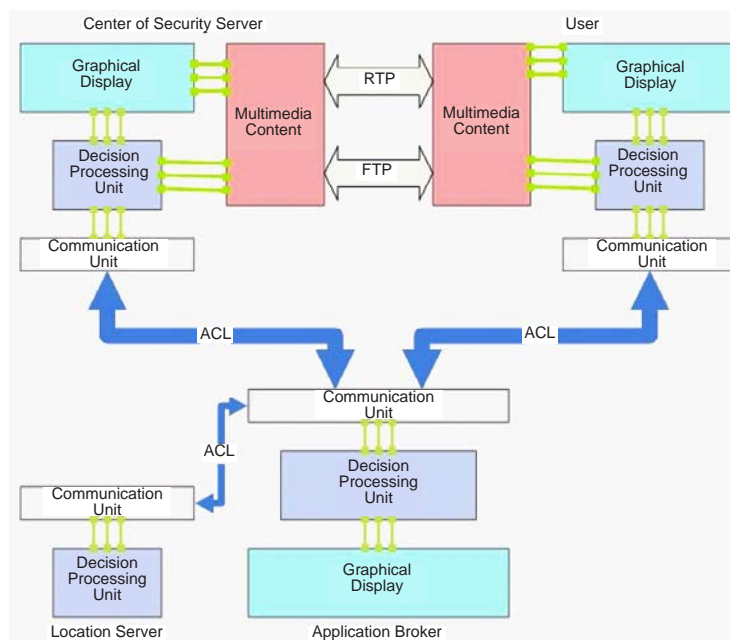 Center of Security Server
User
Graphical
Display
Multimedia
Content
RTP
FTP
Multimedia
Content
Graphical
Display
Decision
Processing
Unit
Decision
Processing
Unit
Communication
Unit
Communication
Unit
ACL
ACL
Communication
Unit
ACL
Decision
Processing
Unit
Communication
Unit
Decision
Processing
Unit
Graphical
Display
Location Server
Application Broker